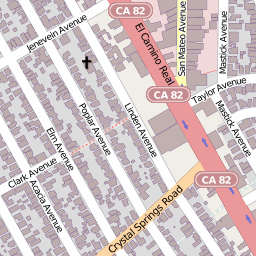 CA 82
Jenevein Avenue
El Camino Real
San Mateo Avenue
Mastick Avenue
CA 82
Taylor Avenue
Mastick Avenue
Poplar Avenue
Linden Avenue
Elm Avenue
Clark Avenue
Acacia Avenue
CA 82
Crystal Springs Road